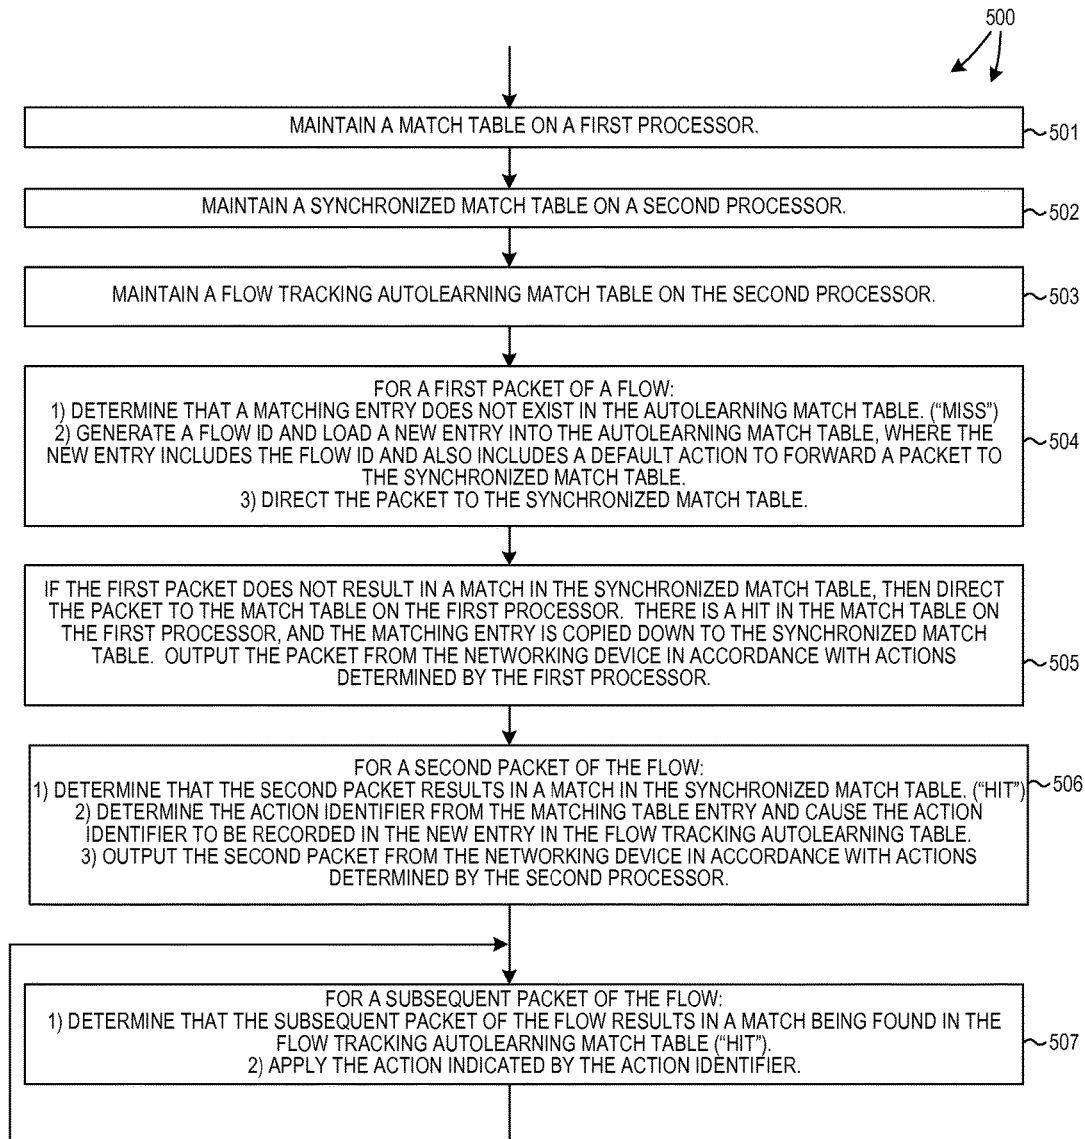 500
MAINTAIN A MATCH TABLE ON A FIRST PROCESSOR.
501
MAINTAIN A SYNCHRONIZED MATCH TABLE ON A SECOND PROCESSOR.
502
MAINTAIN A FLOW TRACKING AUTOLEARNING MATCH TABLE ON THE SECOND PROCESSOR.
503
FOR A FIRST PACKET OF A FLOW:
1) DETERMINE THAT A MATCHING ENTRY DOES NOT EXIST IN THE AUTOLEARNING MATCH TABLE. (“MISS”)
2) GENERATE A FLOW ID AND LOAD A NEW ENTRY INTO THE AUTOLEARNING MATCH TABLE, WHERE THE
NEW ENTRY INCLUDES THE FLOW ID AND ALSO INCLUDES A DEFAULT ACTION TO FORWARD A PACKET TO
THE SYNCHRONIZED MATCH TABLE.
3) DIRECT THE PACKET TO THE SYNCHRONIZED MATCH TABLE.
504
IF THE FIRST PACKET DOES NOT RESULT IN A MATCH IN THE SYNCHRONIZED MATCH TABLE, THEN DIRECT
THE PACKET TO THE MATCH TABLE ON THE FIRST PROCESSOR. THERE IS A HIT IN THE MATCH TABLE ON
THE FIRST PROCESSOR, AND THE MATCHING ENTRY IS COPIED DOWN TO THE SYNCHRONIZED MATCH
TABLE. OUTPUT THE PACKET FROM THE NETWORKING DEVICE IN ACCORDANCE WITH ACTIONS
DETERMINED BY THE FIRST PROCESSOR.
505
FOR A SECOND PACKET OF THE FLOW:
1) DETERMINE THAT THE SECOND PACKET RESULTS IN A MATCH IN THE SYNCHRONIZED MATCH TABLE. (“HIT”)
2) DETERMINE THE ACTION IDENTIFIER FROM THE MATCHING TABLE ENTRY AND CAUSE THE ACTION
IDENTIFIER TO BE RECORDED IN THE NEW ENTRY IN THE FLOW TRACKING AUTOLEARNING TABLE.
3) OUTPUT THE SECOND PACKET FROM THE NETWORKING DEVICE IN ACCORDANCE WITH ACTIONS
DETERMINED BY THE SECOND PROCESSOR.
506
FOR A SUBSEQUENT PACKET OF THE FLOW:
1) DETERMINE THAT THE SUBSEQUENT PACKET OF THE FLOW RESULTS IN A MATCH BEING FOUND IN THE
FLOW TRACKING AUTOLEARNING MATCH TABLE (“HIT”).
2) APPLY THE ACTION INDICATED BY THE ACTION IDENTIFIER.
507